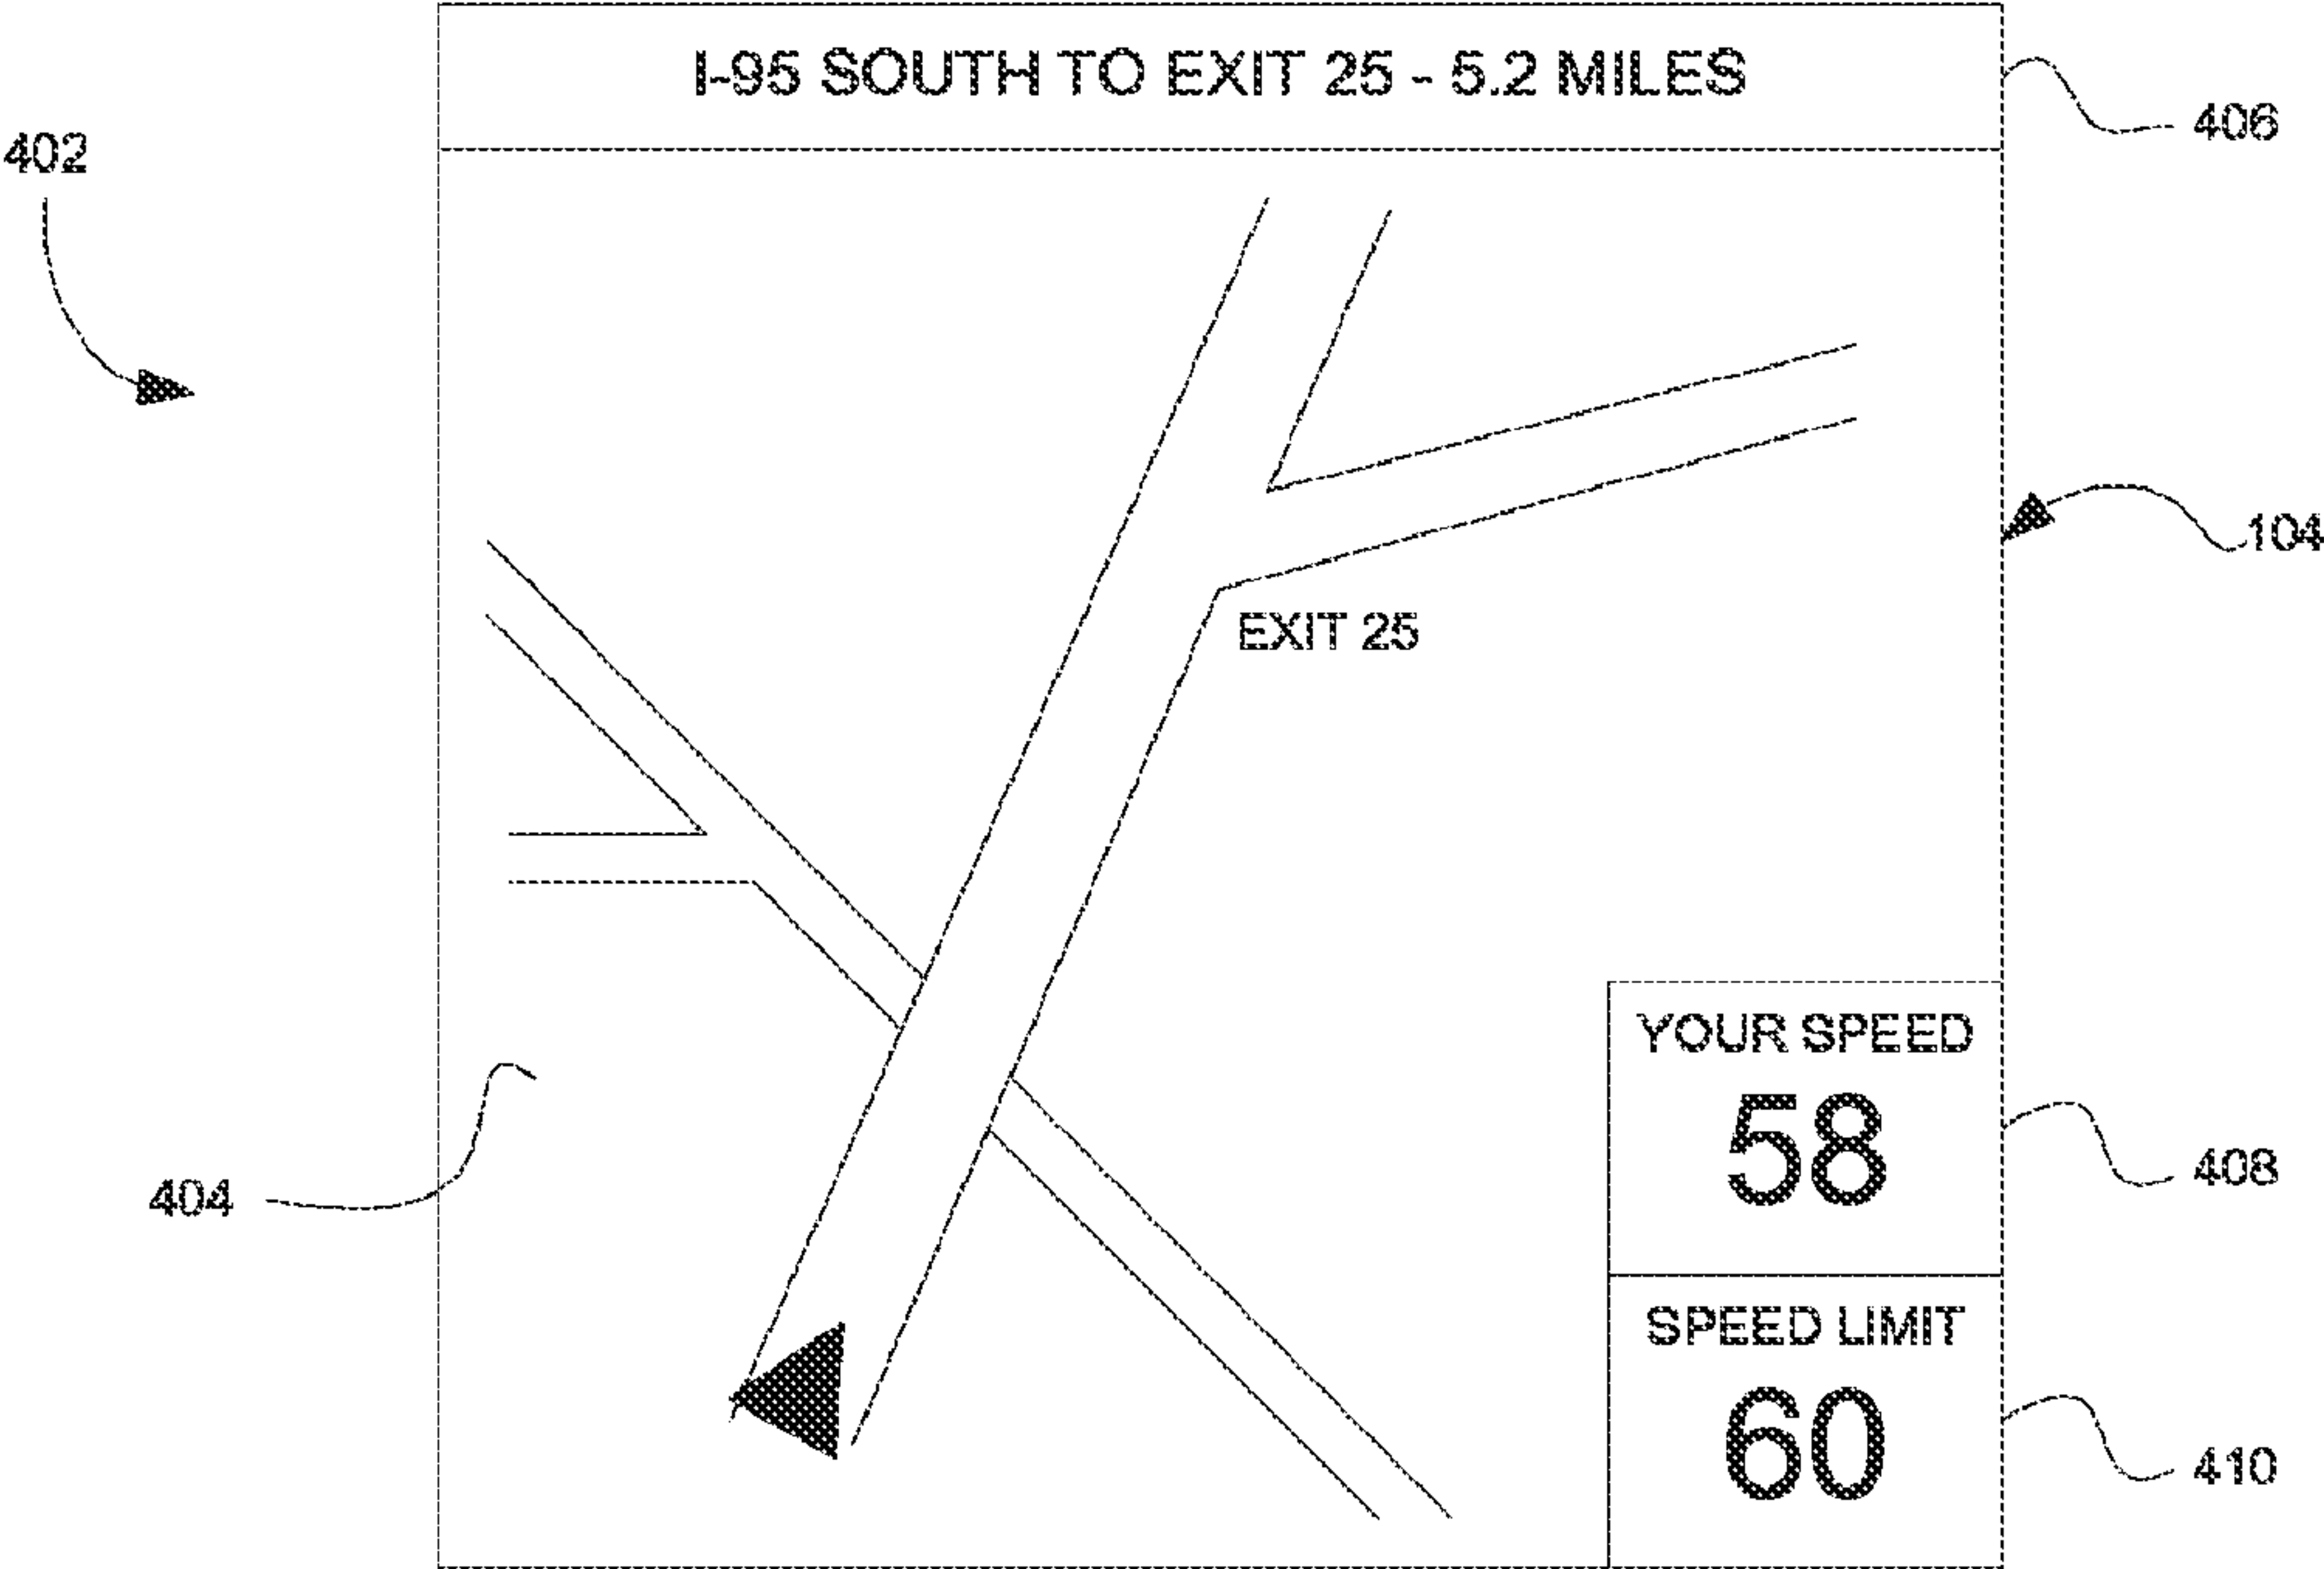 I-95 SOUTH TO EXIT 25 - 5.2 MILES
406
402
104
EXIT 25
YOUR SPEED
58
408
404
SPEED LIMIT
60
410